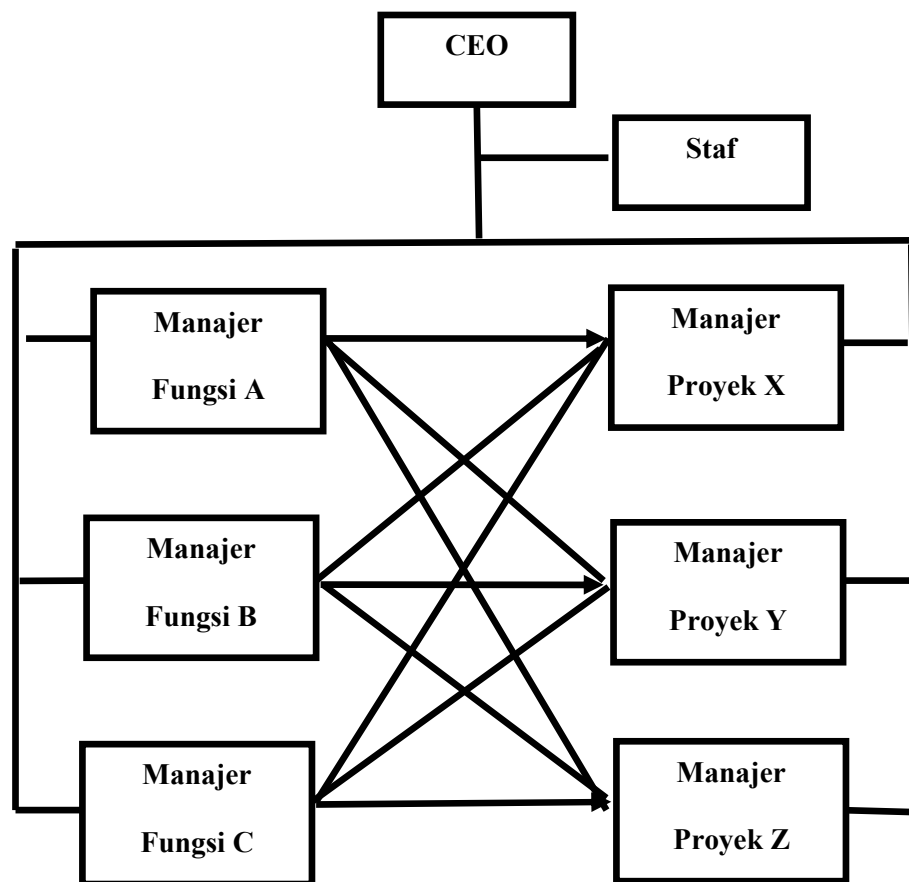 CEO
Staf
Manajer
Fungsi A
Manajer
Proyek X
Manajer
Fungsi B
Manajer
Proyek Y
Manajer
Fungsi C
Manajer
Proyek Z